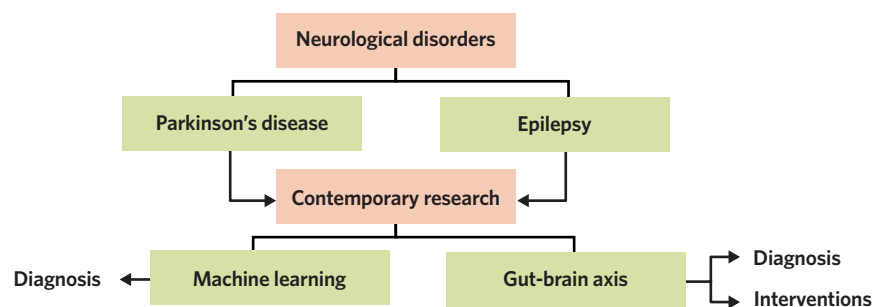 Neurological disorders
Parkinson's disease
Epilepsy
Contemporary research
Diagnosis
Machine learning
Gut-brain axis
Diagnosis
Interventions